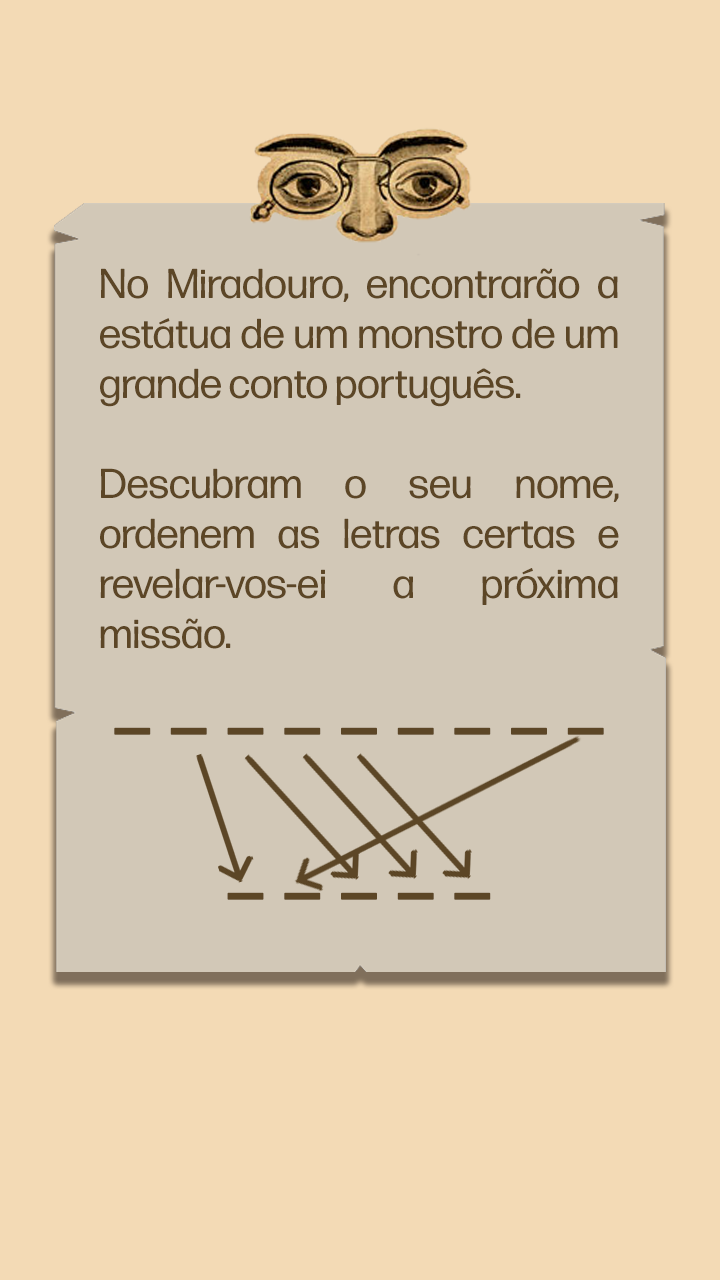 No Miradouro, encontrarão a
estátua de um monstro de um
grande conto português.
Descubram o seu nome,
ordenem as letras certas e
revelar-vos-ei a próxima
missão.